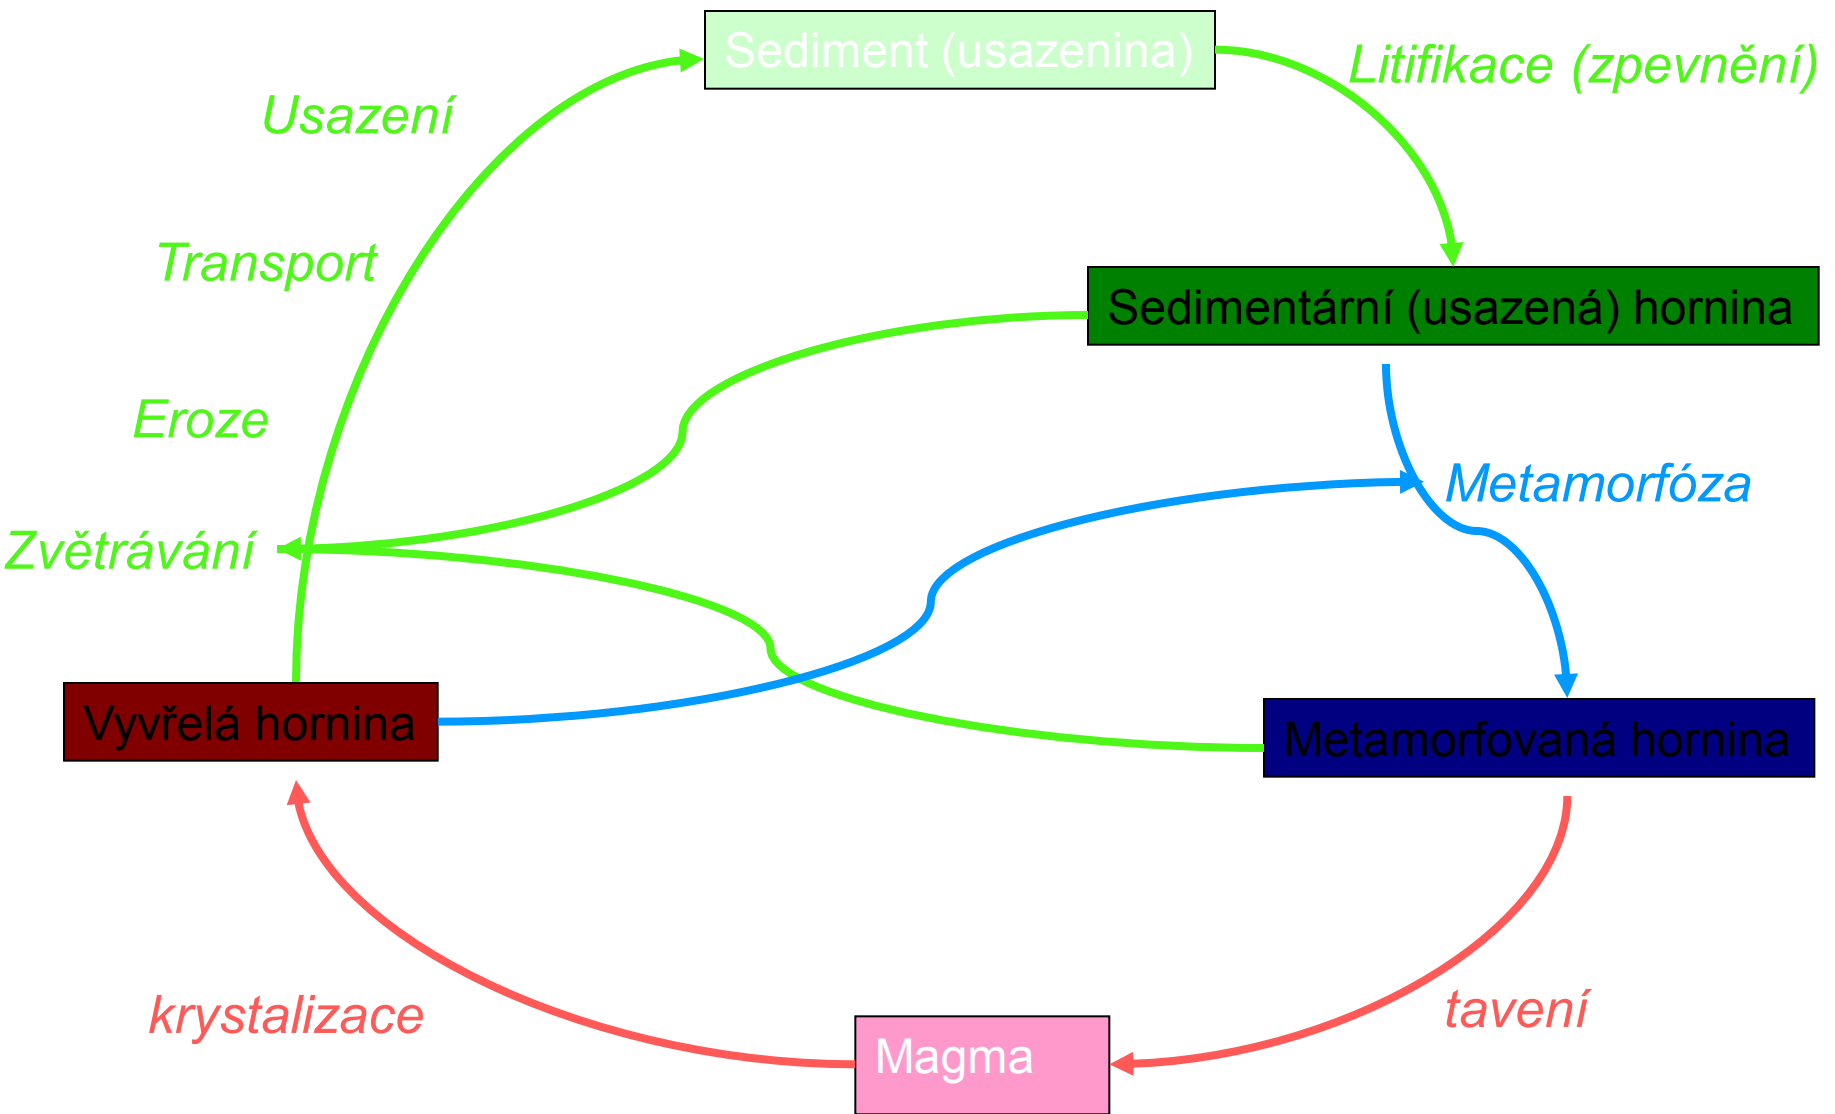 Sediment (usazenina)
Litifikace (zpevnění)
Usazení
Transport
Sedimentární (usazená) hornina
Eroze
Metamorfóza
Zvětrávání
Vyvřelá hornina
Metamorfovaná hornina
krystalizace
tavení
Magma